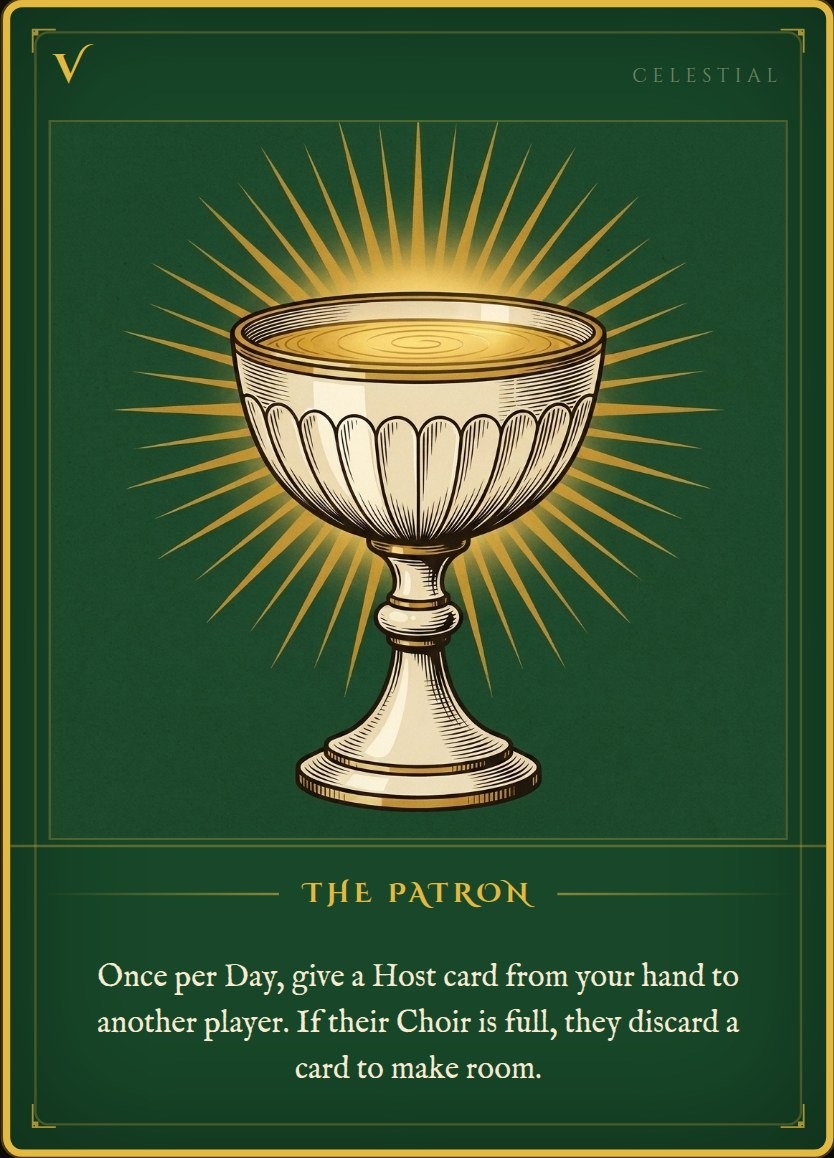 V
CELESTIAL
THE PATRON
Once per Day, give a Host card from your hand to
another player. If their Choir is full, they discard a
card to make room.